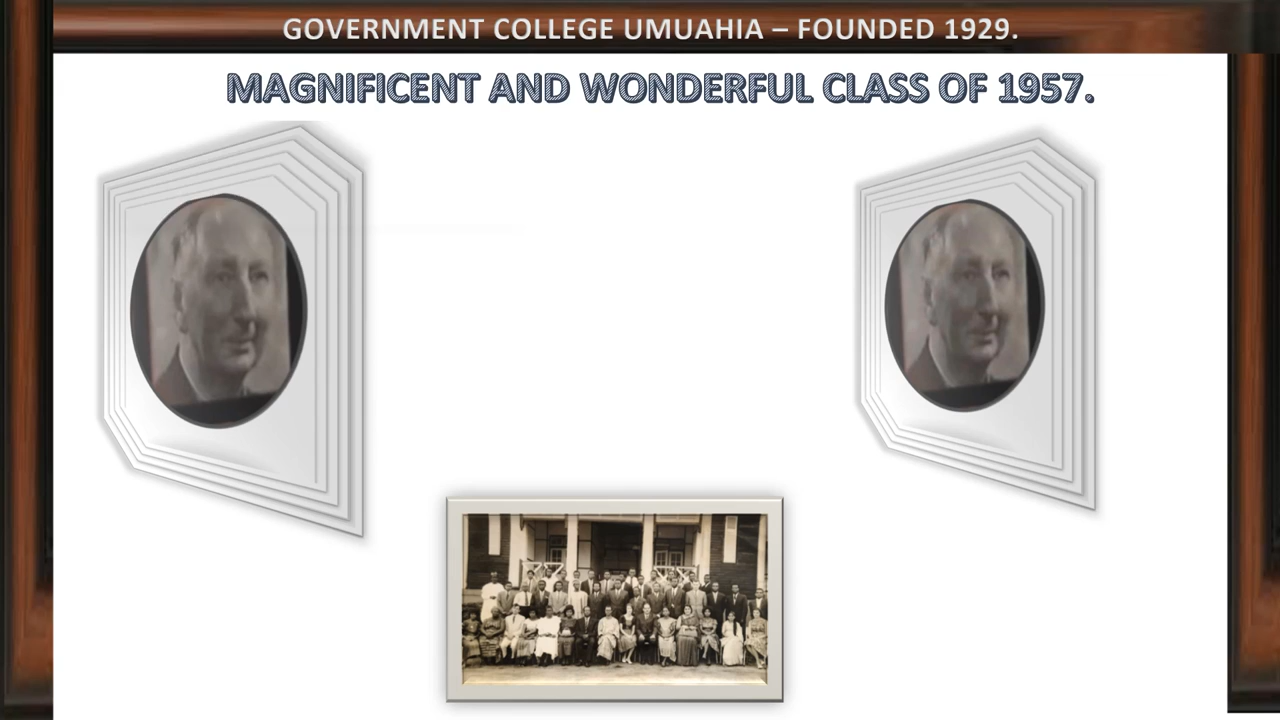 GOVERNMENT COLLEGE UMUAHIA – FOUNDED 1929.
MAGNIFICENT AND WONDERFUL CLASS OF 1957.